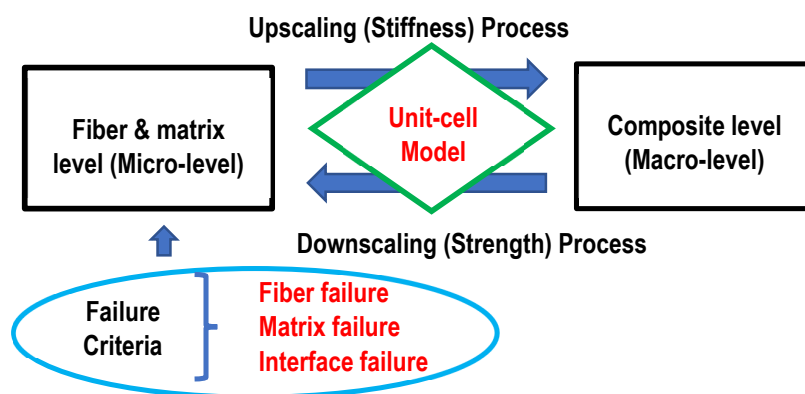 Upscaling (Stiffness) Process
Fiber & matrix
level (Micro-level)
Unit-cell
Model
Composite level
(Macro-level)
Downscaling (Strength) Process
Failure
Criteria
Fiber failure
Matrix failure
Interface failure